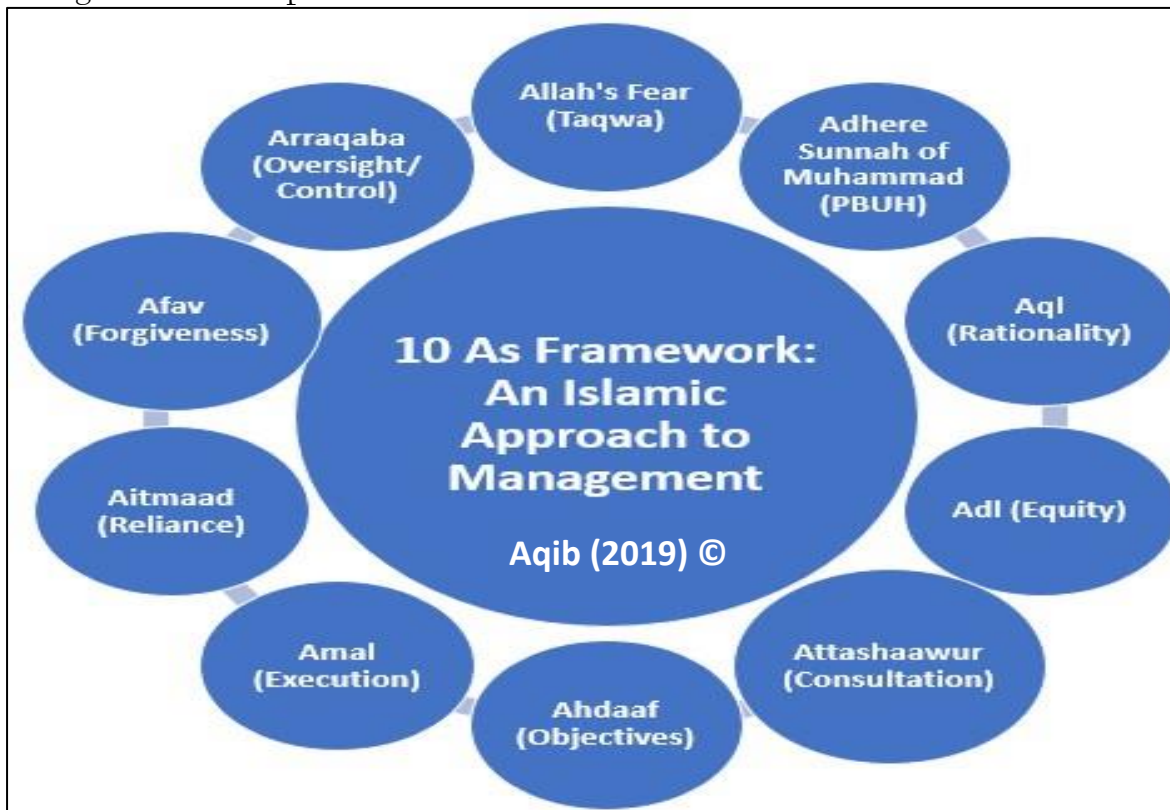 Allah's Fear
(Taqwa)
Adhere
Sunnah of
Muhammad
(PBUH)
Aql
(Rationality)
Adl (Equity)
Attashaawur
(Consultation)
Ahdaaf
(Objectives)
Amal
(Execution)
Aitmaad
(Reliance)
Afav
(Forgiveness)
Arraqaba
(Oversight/
Control)
10 As Framework:
An Islamic
Approach to
Management
Aqib (2019) ©